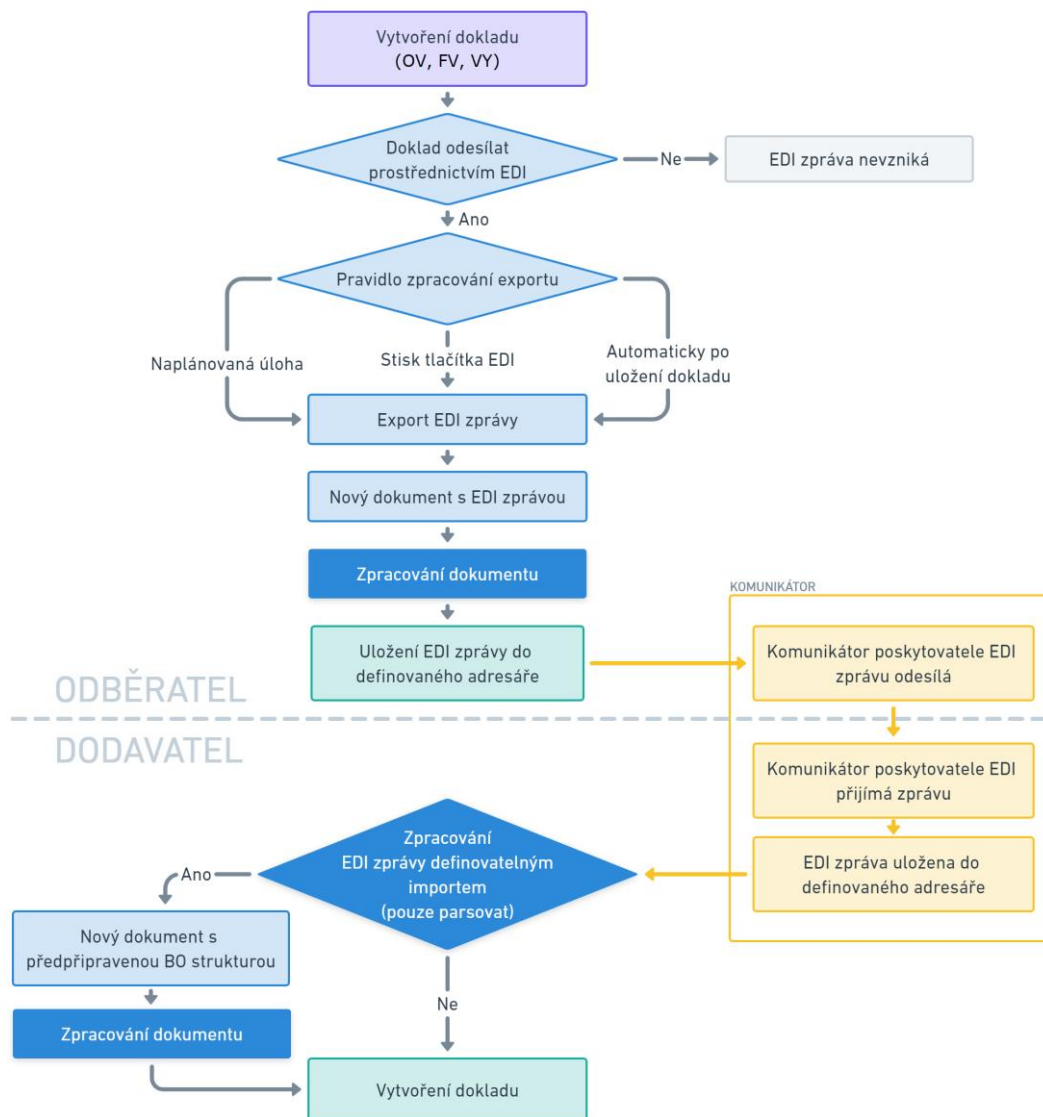 Vytvoření dokladu
(OV, FV, VY)
Doklad odesílat
prostřednictvím EDI
Ne
EDI zpráva nevzniká
Ano
Pravidlo zpracování exportu
Naplánovaná úloha
Stisk tlačítka EDI
Automaticky po
uložení dokladu
Export EDI zprávy
Nový dokument s EDI zprávou
Zpracování dokumentu
KOMUNIKÁTOR
Uložení EDI zprávy do
definovaného adresáře
Komunikátor poskytovatele EDI
zprávu odesílá
ODBĚRATEL
DODAVATEL
Komunikátor poskytovatele EDI
přijímá zprávu
EDI zpráva uložena do
definovaného adresáře
Zpracování
EDI zprávy definovatelným
importem
(pouze parsovat)
Ano
Nový dokument s
předpřipravenou BO strukturou
Ne
Zpracování dokumentu
Vytvoření dokladu